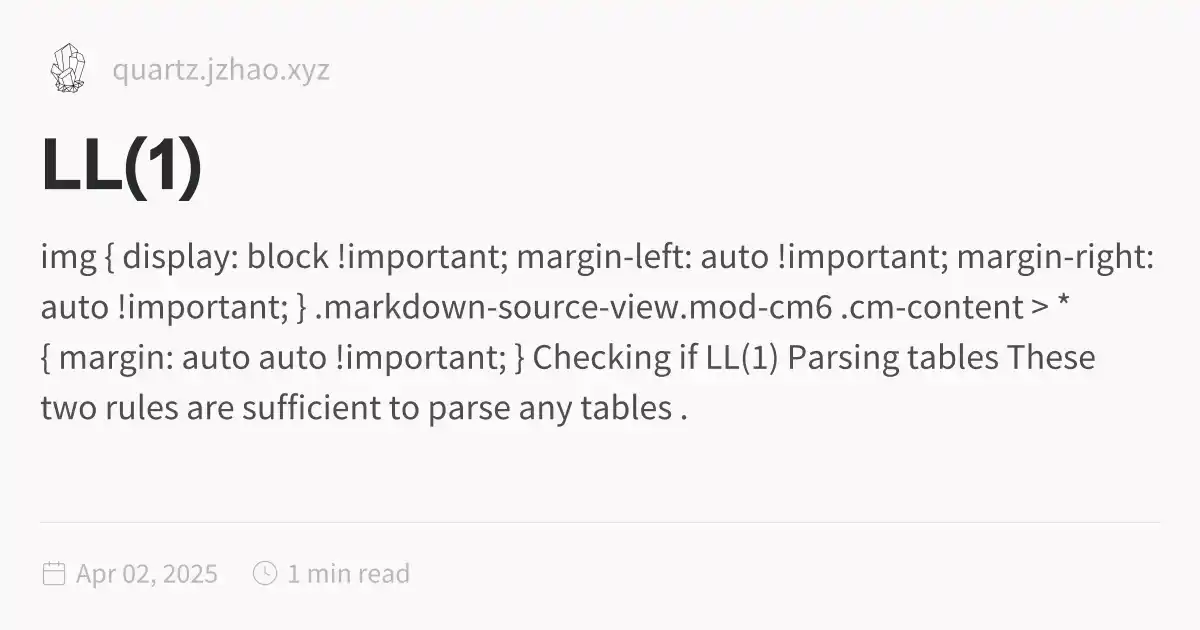 quartz.jzhao.xyz
LL(1)
img { display: block !important; margin-left: auto !important; margin-right:
auto !important; } .markdown-source-view.mod-cm6 .cm-content > *
{ margin: auto auto !important; } Checking if LL(1) Parsing tables These
two rules are sufficient to parse any tables .
Apr 02, 2025 1 min read